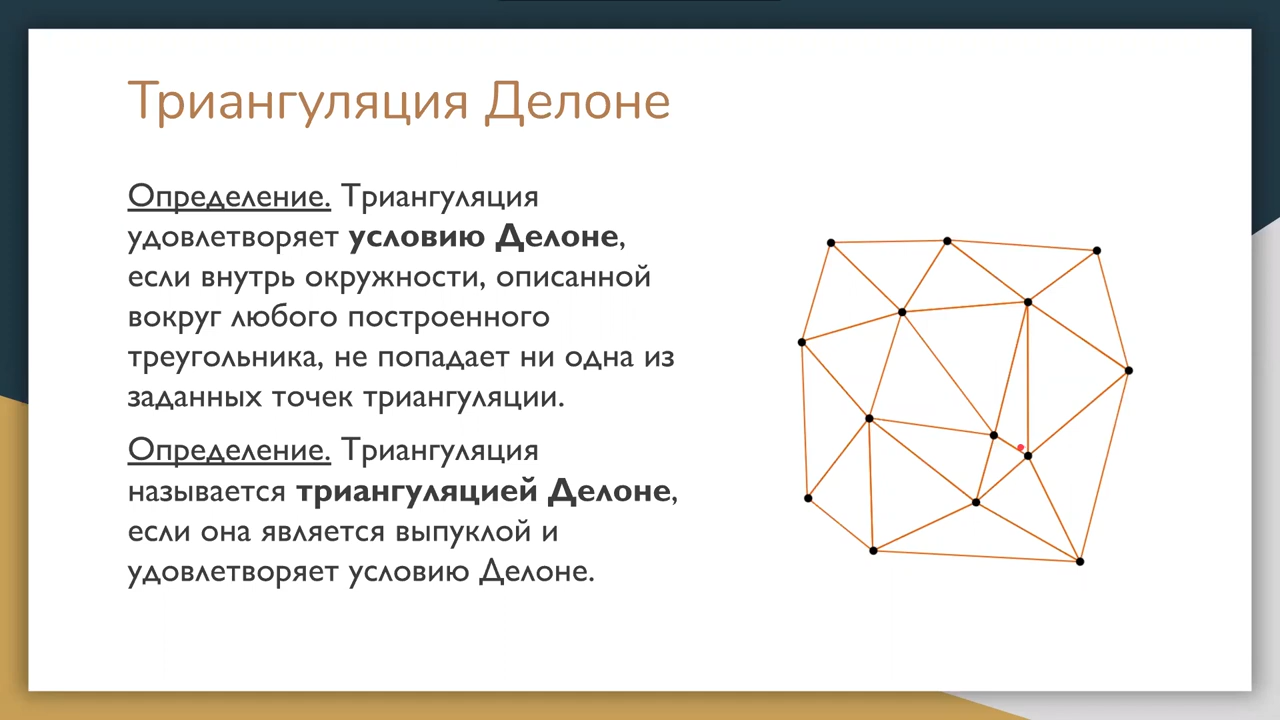 Триангуляция Делоне
Определение. Триангуляция
удовлетворяет условию Делоне,
если внутрь окружности, описанной
вокруг любого построенного
треугольника, не попадает ни одна из
заданных точек триангуляции.
Определение. Триангуляция
называется триангуляцией Делоне,
если она является выпуклой и
удовлетворяет условию Делоне.